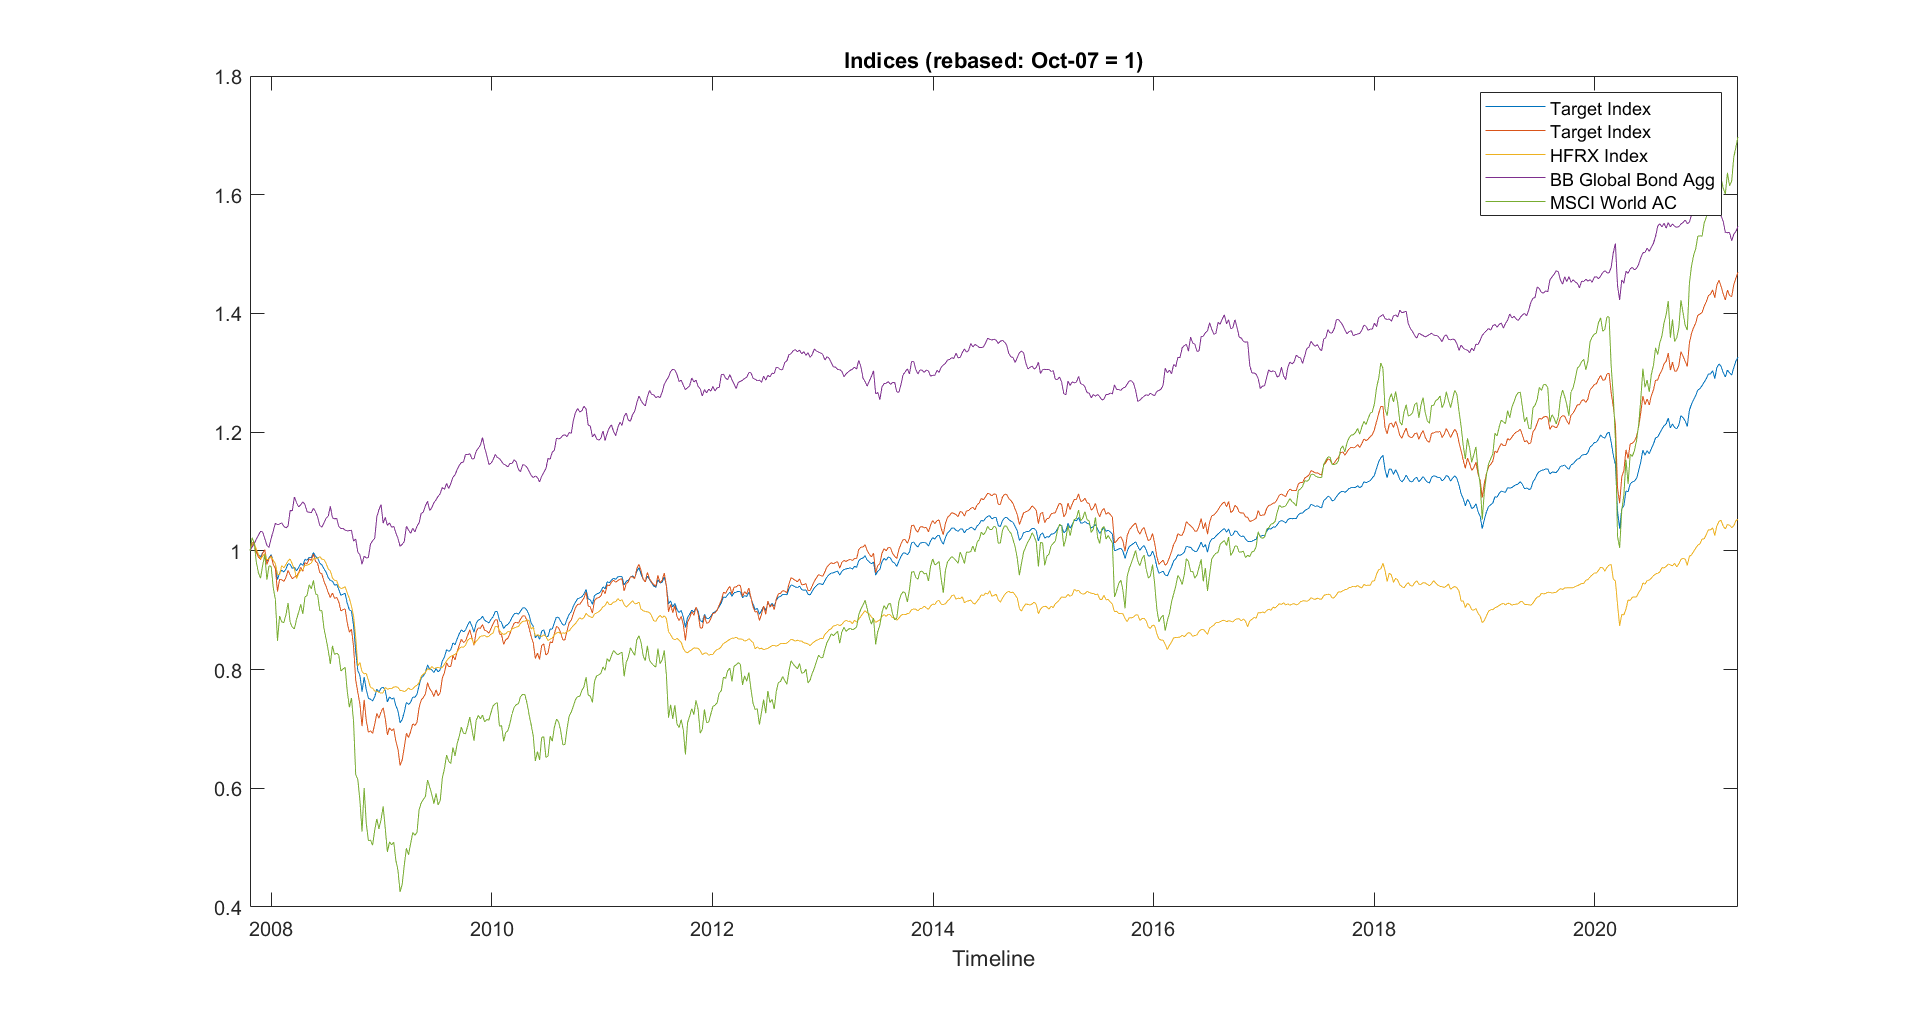 Indices (rebased: Oct-07 = 1)
1.8
1.6
1.4
1.2
1
0.8
0.6
0.4
Target Index
Target Index
HFRX Index
BB Global Bond Agg
MSCI World AC
2008 2010 2012 2014 2016 2018 2020
Timeline